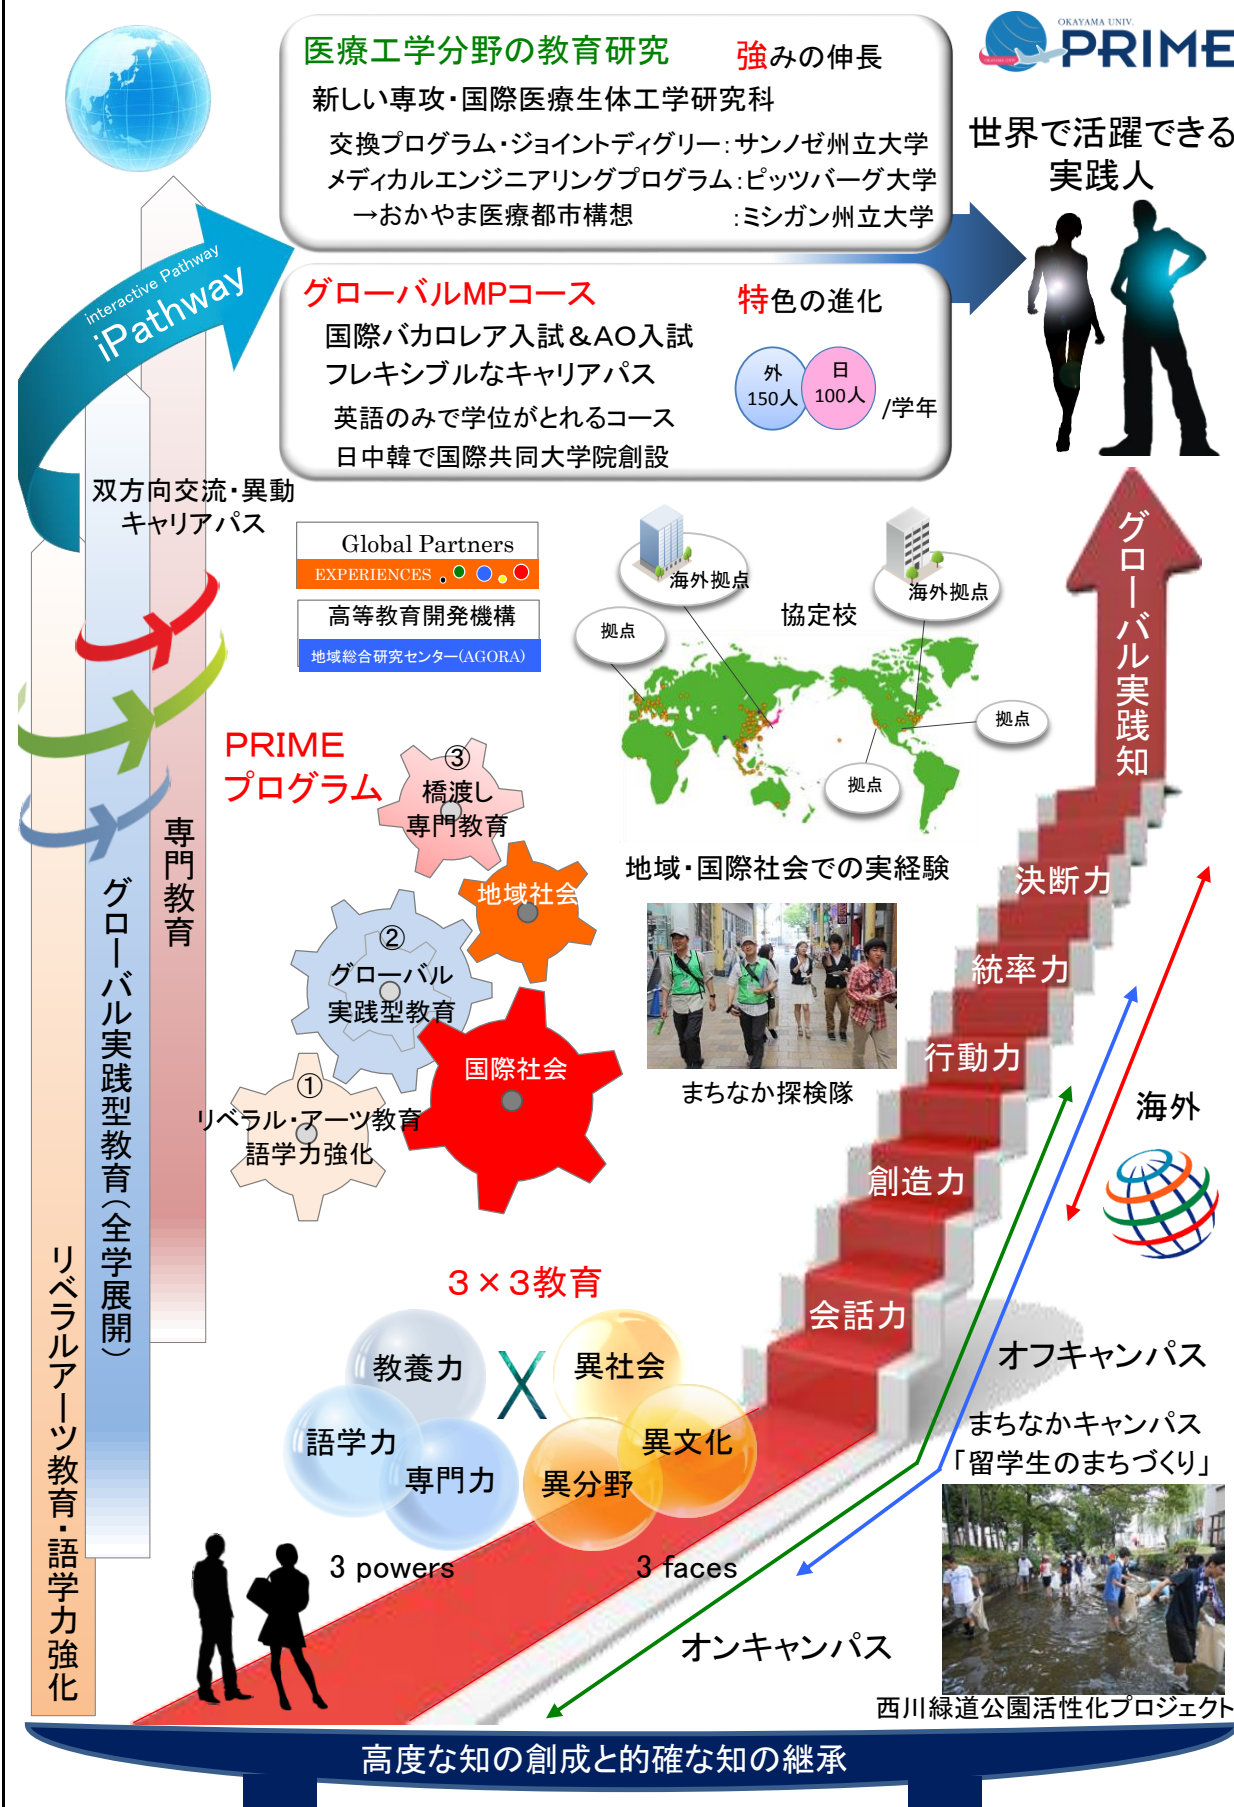 医療工学分野の教育研究
強みの伸長
新しい専攻・国際医療生体工学研究科
交換プログラム・ジョイントディグリー：サンノゼ州立大学
メディカルエンジニアリングプログラム：ピッツバーグ大学
→おかやま医療都市構想
：ミシガン州立大学
OKAYAMA UNIV.
PRIME
世界で活躍できる
実践人
interactive Pathway
iPathway
グローバルMPコース
特色の進化
国際バカロレア入試＆AO入試
フレキシブルなキャリアパス
英語のみで学位がとれるコース
日中韓で国際共同大学院創設
外
150人
日
100人
/学年
双方向交流・異動
キャリアパス
Global Partners
EXPERIENCES
高等教育開発機構
地域総合研究センター(AGORA)
海外拠点
海外拠点
協定校
拠点
拠点
拠点
グローバル実践知
PRIME
プログラム
③
橋渡し
専門教育
地域社会
②
グローバル
実践型教育
国際社会
①
リベラル・アーツ教育
語学力強化
専門教育
グローバル実践型教育（全学展開）
リベラルアーツ教育・語学力強化
地域・国際社会での実経験
まちなか探検隊
決断力
統率力
行動力
創造力
会話力
海外
3×3教育
教養力
語学力
専門力
X
異社会
異文化
異分野
3 powers
3 faces
オフキャンパス
まちなかキャンパス
「留学生のまちづくり」
オンキャンパス
西川緑道公園活性化プロジェクト
高度な知の創成と的確な知の継承